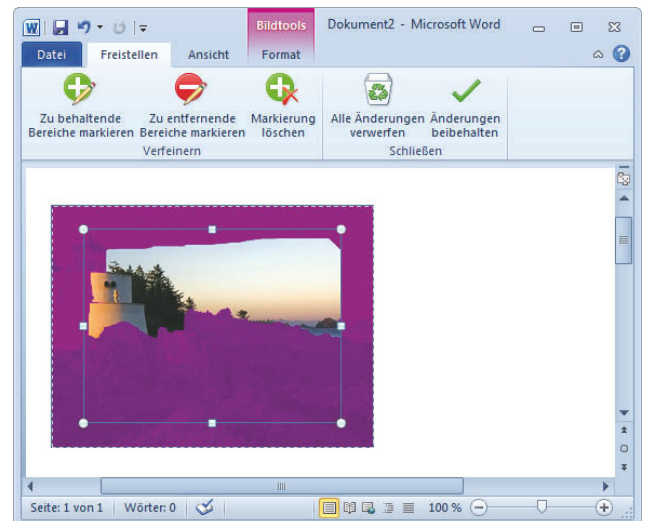 W
Bildtools
Dokument2 - Microsoft Word
Datei
Freistellen
Ansicht
Format
Zu behaltende
Bereiche markieren
Zu entfernende
Bereiche markieren
Markierung
löschen
Alle Änderungen
verwerfen
Änderungen
beibehalten
Verfeinern
Schließen
Seite: 1 von 1
Wörter: 0
100 %